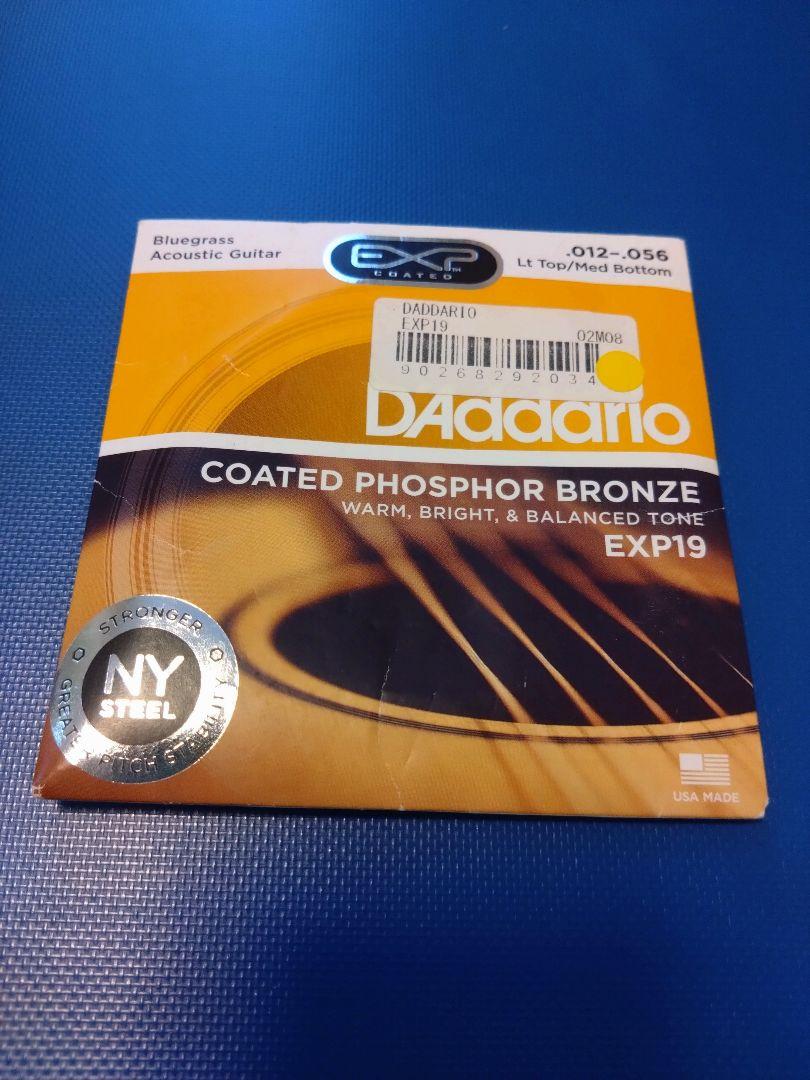 Bluegrass
Acoustic Guitar
EXP™
COATED
.012-.056
Lt Top/Med Bottom
DADDARIO
EXP19
02M08
90268292034
D'Addario
COATED PHOSPHOR BRONZE
WARM, BRIGHT, & BALANCED TONE
EXP19
STRONGER
GREATER PITCH STABILITY
NY
STEEL
USA MADE